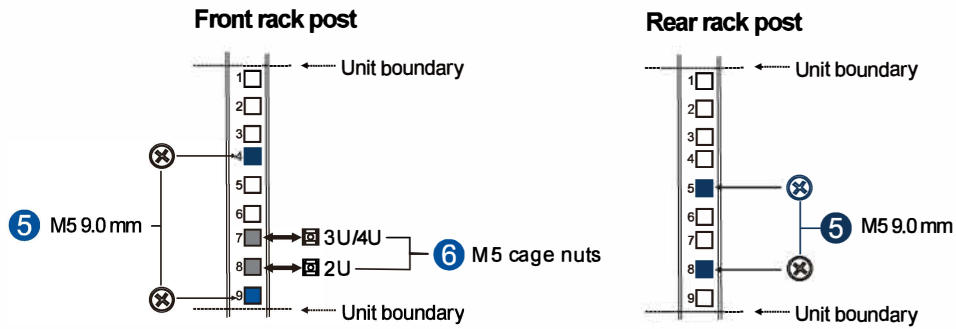 Front rack post
Rear rack post
Unit boundary
Unit boundary
1
2
3
4
5
6
7
8
9
3U/4U
2U
5 M5 9.0 mm
6 M5 cage nuts
Unit boundary
1
2
3
4
5
6
7
8
9
5 M5 9.0 mm
Unit boundary